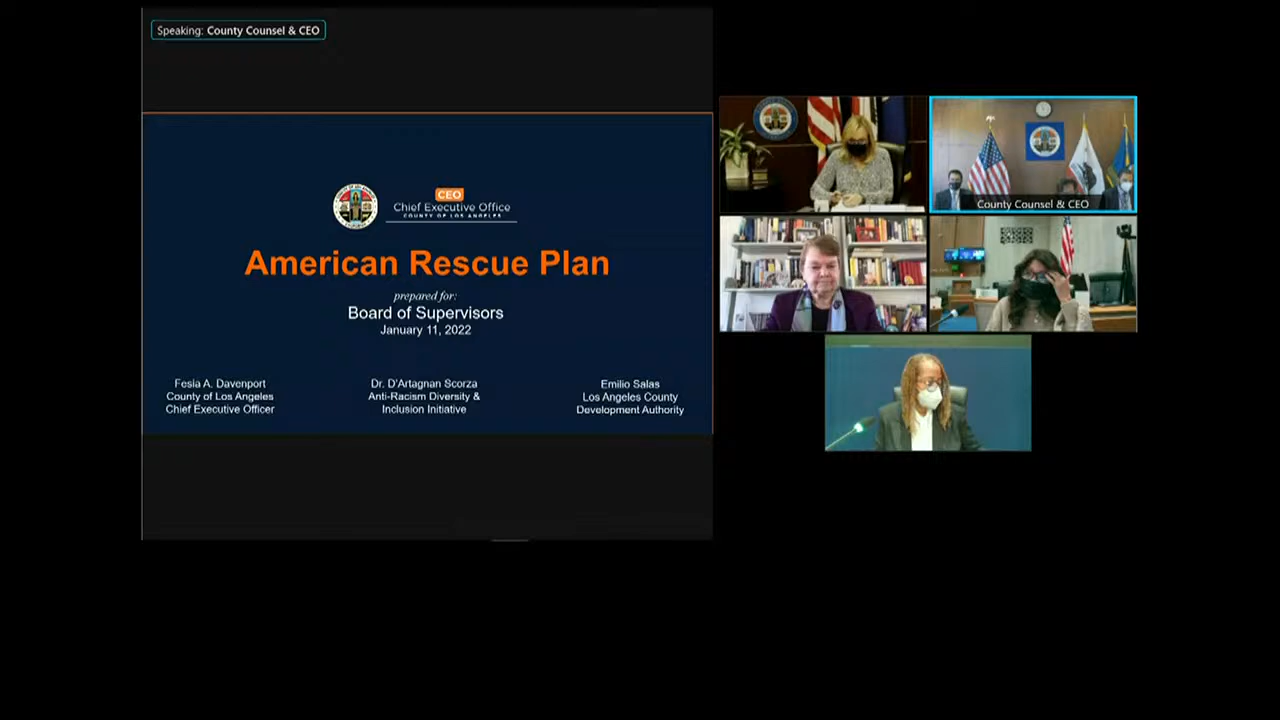 Speaking: County Counsel & CEO
CEO
Chief Executive Office
COUNTY OF LOS ANGELES
American Rescue Plan
prepared for:
Board of Supervisors
January 11, 2022
Fesia A. Davenport
County of Los Angeles
Chief Executive Officer
Dr. D'Artagnan Scorza
Anti-Racism Diversity &
Inclusion Initiative
Emilio Salas
Los Angeles County
Development Authority
County Counsel & CEO